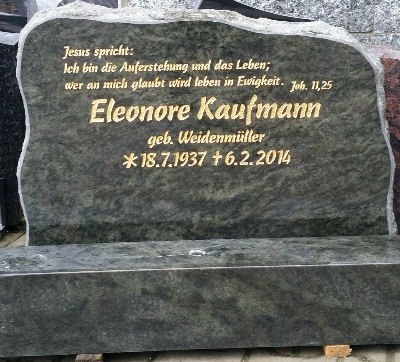 Jesus spricht:
Ich bin die Auferstehung und das Leben;
wer an mich glaubt wird leben in Ewigkeit. Joh. 11,25
Eleonore Kaufmann
geb. Weidenmüller
* 18.7.1937 † 6.2.2014